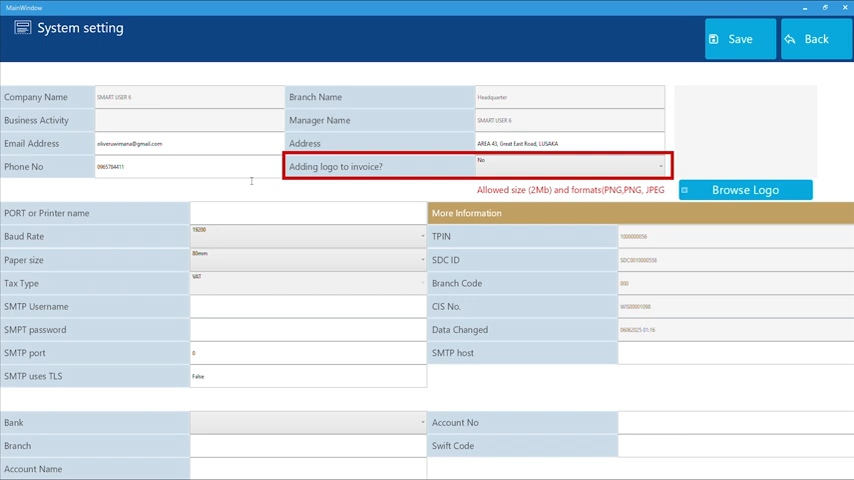 MainWindow
System setting
Save
Back
Company Name
SMART USER 6
Branch Name
Headquarter
Business Activity
Manager Name
SMART USER 6
Email Address
oliveruwimana@gmail.com
Address
AREA 43, Great East Road, LUSAKA
Phone No
0965784411
Adding logo to invoice?
No
Allowed size (2Mb) and formats(PNG,PNG, JPEG
Browse Logo
PORT or Printer name
More Information
Baud Rate
19200
TPIN
1000000056
Paper size
80mm
SDC ID
SDC0010000558
Tax Type
VAT
Branch Code
000
SMTP Username
CIS No.
WIS00001098
SMPT password
Data Changed
06062025 01:16
SMTP port
0
SMTP host
SMTP uses TLS
False
Bank
Account No
Branch
Swift Code
Account Name